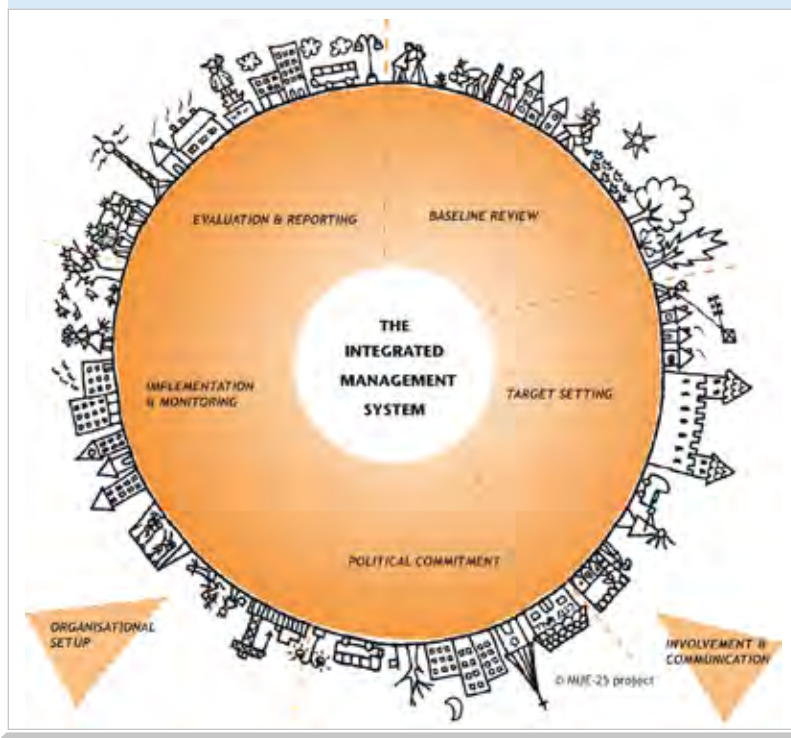 EVALUATION & REPORTING
BASELINE REVIEW
THE
INTEGRATED
MANAGEMENT
SYSTEM
IMPLEMENTATION
& MONITORING
TARGET SETTING
POLITICAL COMMITMENT
ORGANISATIONAL
SETUP
INVOLVEMENT &
COMMUNICATION
© MUE-25 project